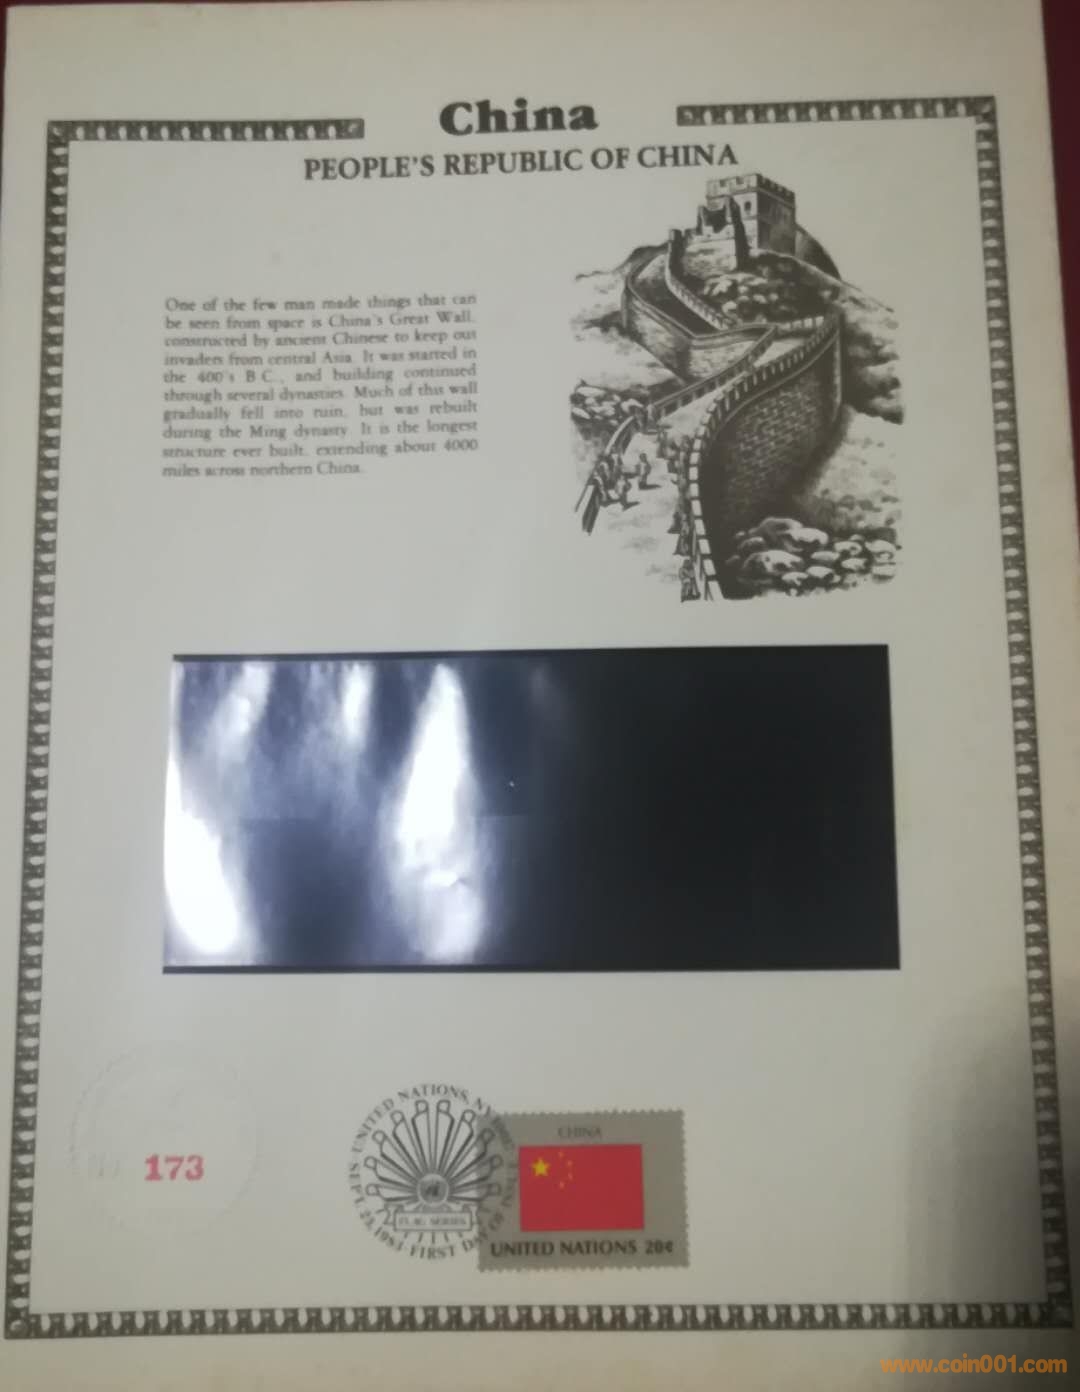 China
PEOPLE'S REPUBLIC OF CHINA
One of the few man made things that can
be seen from space is China's Great Wall,
constructed by ancient Chinese to keep out
invaders from central Asia. It was started in
the 400's B.C., and building continued
through several dynasties. Much of this wall
gradually fell into ruin, but was rebuilt
during the Ming dynasty. It is the longest
structure ever built, extending about 4000
miles across northern China.
173
UNITED NATIONS, NY
SEPT. 23, 1983 · FIRST DAY OF ISSUE
FLAG SERIES
CHINA
UNITED NATIONS 20¢
www.coin001.com